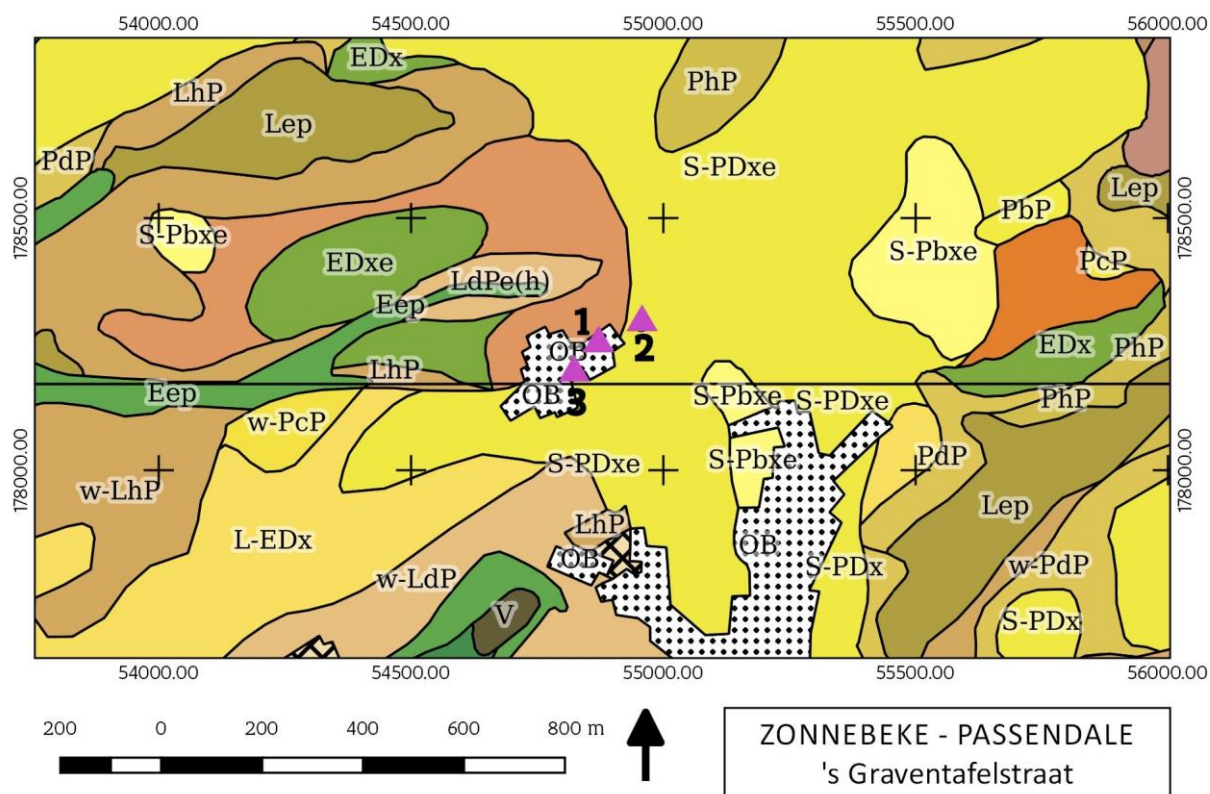 54000.00 54500.00 55000.00 55500.00 56000.00
EDx
LhP
PhP
Lep
PdP
S-PDxe
Lep
178500.00
178500.00
PbP
S-Pbxe
S-Pbxe
PcP
EDxe
LdPe(h)
Eep
1
2
OB
EDx
PhP
LhP
3
Eep
OB
S-Pbxe
S-PDxe
PhP
w-PcP
178000.00
178000.00
S-PDxe
S-Pbxe
PdP
w-LhP
Lep
LhP
L-EDx
OB
OB
S-PDx
w-PdP
w-LdP
V
S-PDx
54000.00 54500.00 55000.00 55500.00 56000.00
200 0 200 400 600 800 m
ZONNEBEKE - PASSENDALE
's Graventafelstraat